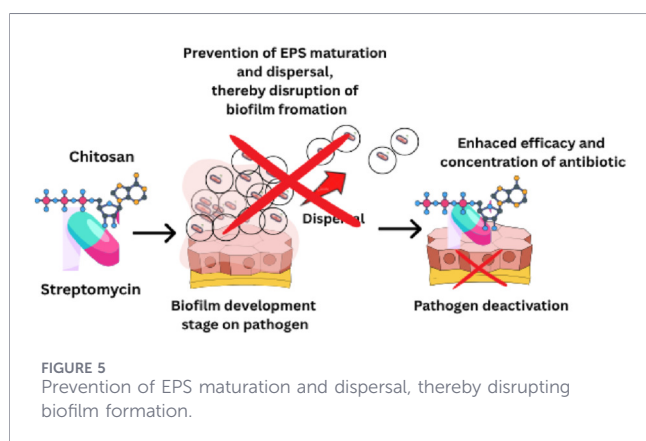 Prevention of EPS maturation
and dispersal,
thereby disruption of
biofilm fromation
Chitosan
Streptomycin
Dispersal
Biofilm development
stage on pathogen
Enhaced efficacy and
concentration of antibiotic
Pathogen deactivation
FIGURE 5
Prevention of EPS maturation and dispersal, thereby disrupting
biofilm formation.